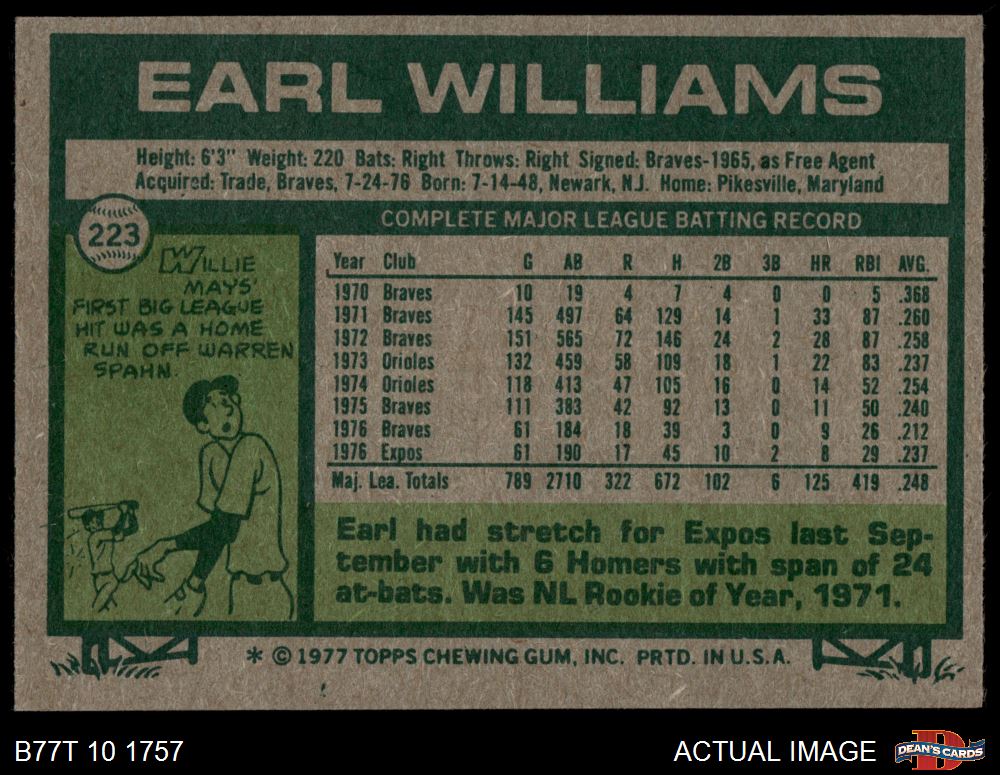 EARL WILLIAMS
Height: 6'3" Weight: 220 Bats: Right Throws: Right Signed: Braves-1965, as Free Agent
Acquired: Trade, Braves, 7-24-76 Born: 7-14-48, Newark, N.J. Home: Pikesville, Maryland
223
WILLIE
MAYS'
FIRST BIG LEAGUE
HIT WAS A HOME
RUN OFF WARREN
SPAHN.
COMPLETE MAJOR LEAGUE BATTING RECORD
Year Club G AB R H 2B 3B HR RBI AVG.
1970 Braves 10 19 4 7 4 0 0 5 .368
1971 Braves 145 497 64 129 14 1 33 87 .260
1972 Braves 151 565 72 146 24 2 28 87 .258
1973 Orioles 132 459 58 109 18 1 22 83 .237
1974 Orioles 118 413 47 105 16 0 14 52 .254
1975 Braves 111 383 42 92 13 0 11 50 .240
1976 Braves 61 184 18 39 3 0 9 26 .212
1976 Expos 61 190 17 45 10 2 8 29 .237
Maj. Lea. Totals 789 2710 322 672 102 6 125 419 .248
Earl had stretch for Expos last Sep-
tember with 6 Homers with span of 24
at-bats. Was NL Rookie of Year, 1971.
* © 1977 TOPPS CHEWING GUM, INC. PRTD. IN U.S.A.
B77T 10 1757
ACTUAL IMAGE
D
DEAN'S CARDS